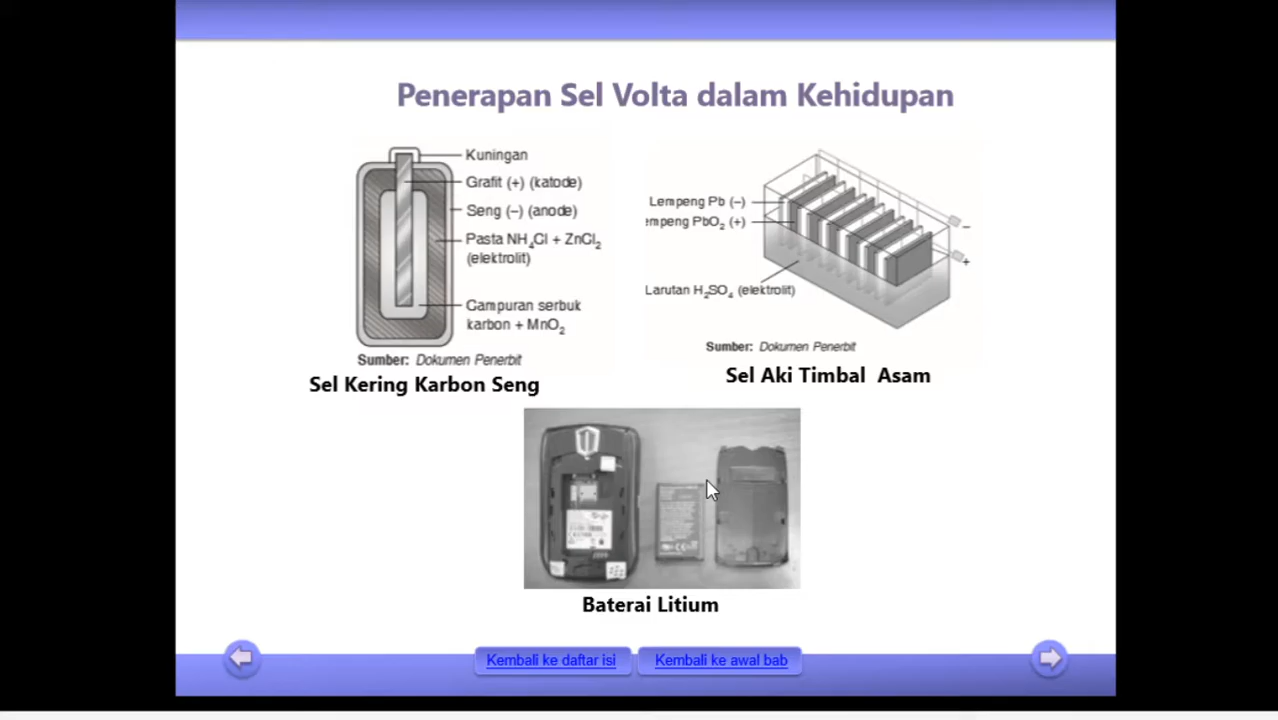 Penerapan Sel Volta dalam Kehidupan
Kuningan
Grafit (+) (katode)
Seng (–) (anode)
Pasta NH₄Cl + ZnCl₂
(elektrolit)
Campuran serbuk
karbon + MnO₂
Sumber: Dokumen Penerbit
Sel Kering Karbon Seng
Lempeng Pb (–)
empeng PbO₂ (+)
Larutan H₂SO₄ (elektrolit)
–
+
Sumber: Dokumen Penerbit
Sel Aki Timbal Asam
Baterai Litium
Kembali ke daftar isi
Kembali ke awal bab